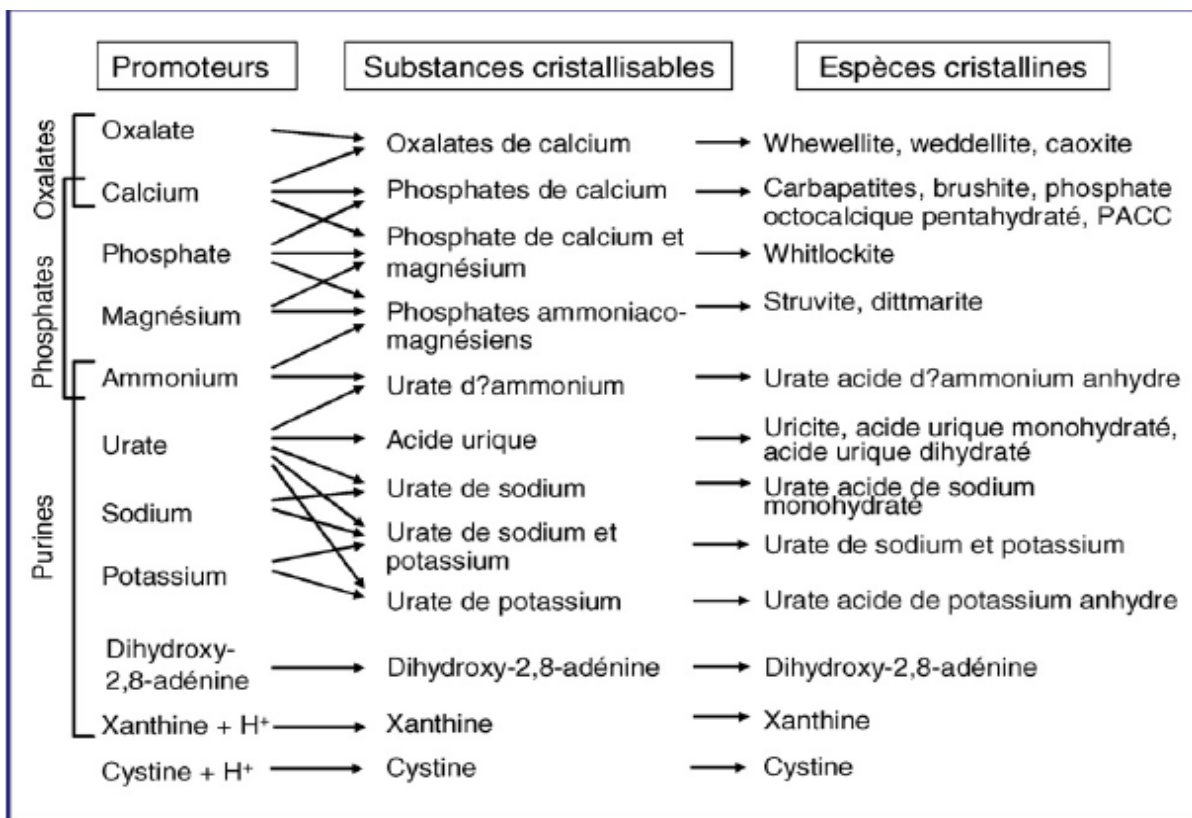 Promoteurs
Substances cristallisables
Espèces cristallines
Oxalates
Phosphates
Purines
Oxalate
Calcium
Phosphate
Magnésium
Ammonium
Urate
Sodium
Potassium
Dihydroxy-
2,8-adénine
Xanthine + H⁺
Cystine + H⁺
Oxalates de calcium
Phosphates de calcium
Phosphate de calcium et
magnésium
Phosphates ammoniaco-
magnésiens
Urate d?ammonium
Acide urique
Urate de sodium
Urate de sodium et
potassium
Urate de potassium
Dihydroxy-2,8-adénine
Xanthine
Cystine
Whewellite, weddellite, caoxite
Carbapatites, brushite, phosphate
octocalcique pentahydraté, PACC
Whitlockite
Struvite, dittmarite
Urate acide d?ammonium anhydre
Uricite, acide urique monohydraté,
acide urique dihydraté
Urate acide de sodium
monohydraté
Urate de sodium et potassium
Urate acide de potassium anhydre
Dihydroxy-2,8-adénine
Xanthine
Cystine